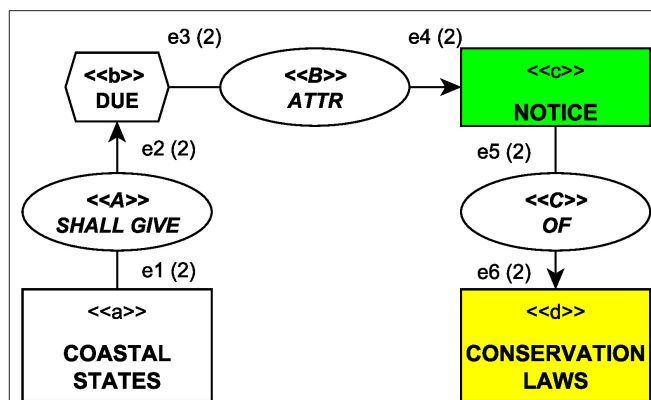 e3 (2)
e4 (2)
<<b>>
DUE
<<B>>
ATTR
<<c>>
NOTICE
e2 (2)
e5 (2)
<<A>>
SHALL GIVE
<<C>>
OF
e1 (2)
e6 (2)
<<a>>
COASTAL
STATES
<<d>>
CONSERVATION
LAWS